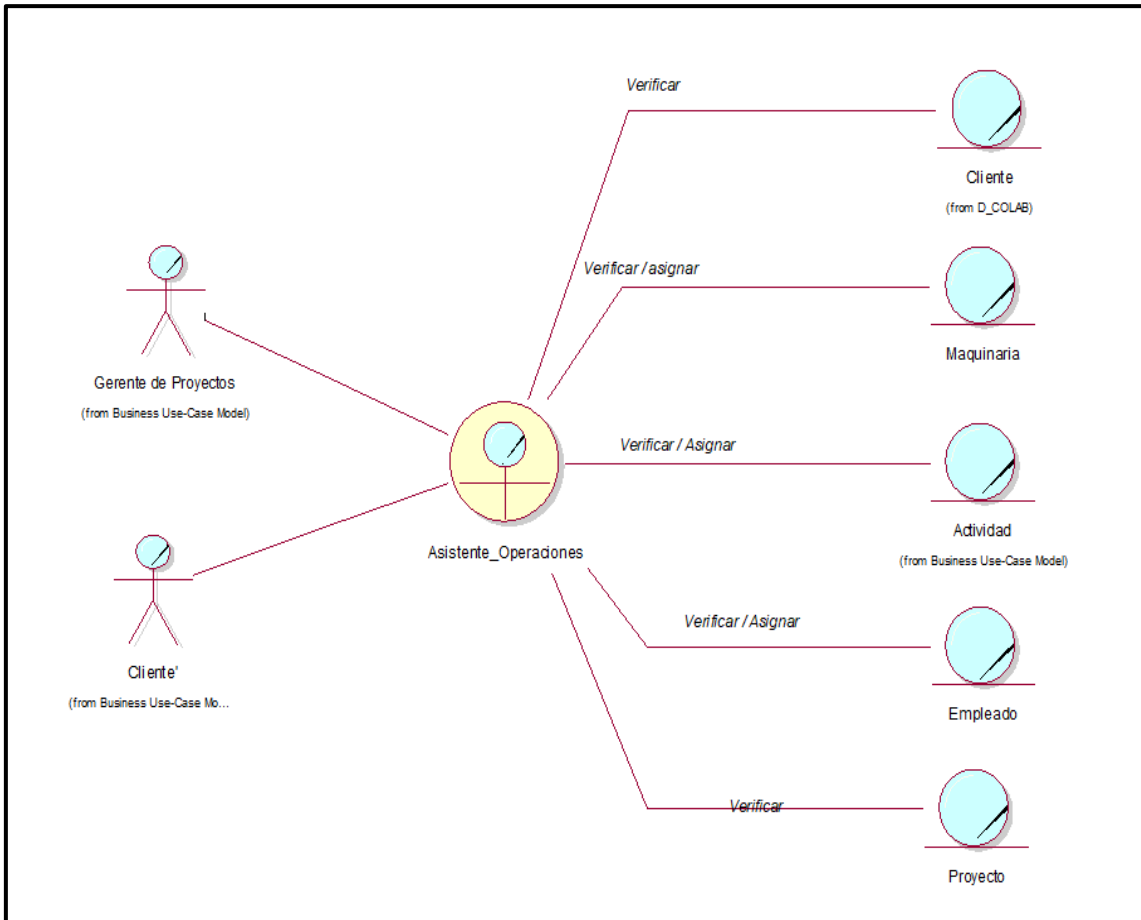 Verificar
Cliente
(from D_COLAB)
Verificar / asignar
Maquinaria
Gerente de Proyectos
(from Business Use-Case Model)
Verificar / Asignar
Actividad
(from Business Use-Case Model)
Asistente_Operaciones
Verificar / Asignar
Empleado
Cliente'
(from Business Use-Case Mo...
Verificar
Proyecto